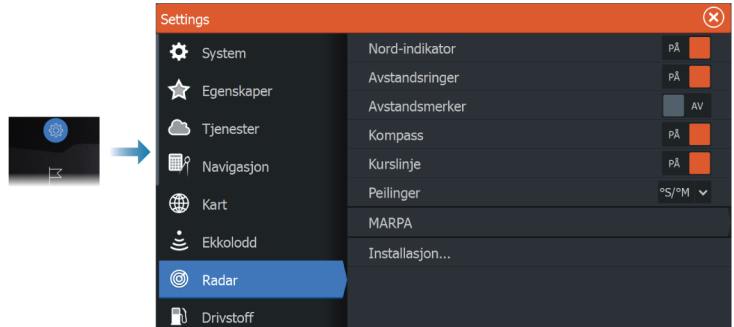 Settings
System
Egenskaper
Tjenester
Navigasjon
Kart
Ekkolodd
Radar
Drivstoff
Nord-indikator PÅ
Avstandsringer PÅ
Avstandsmerker AV
Kompass PÅ
Kurslinje PÅ
Peilinger °S/°M
MARPA
Installasjon...